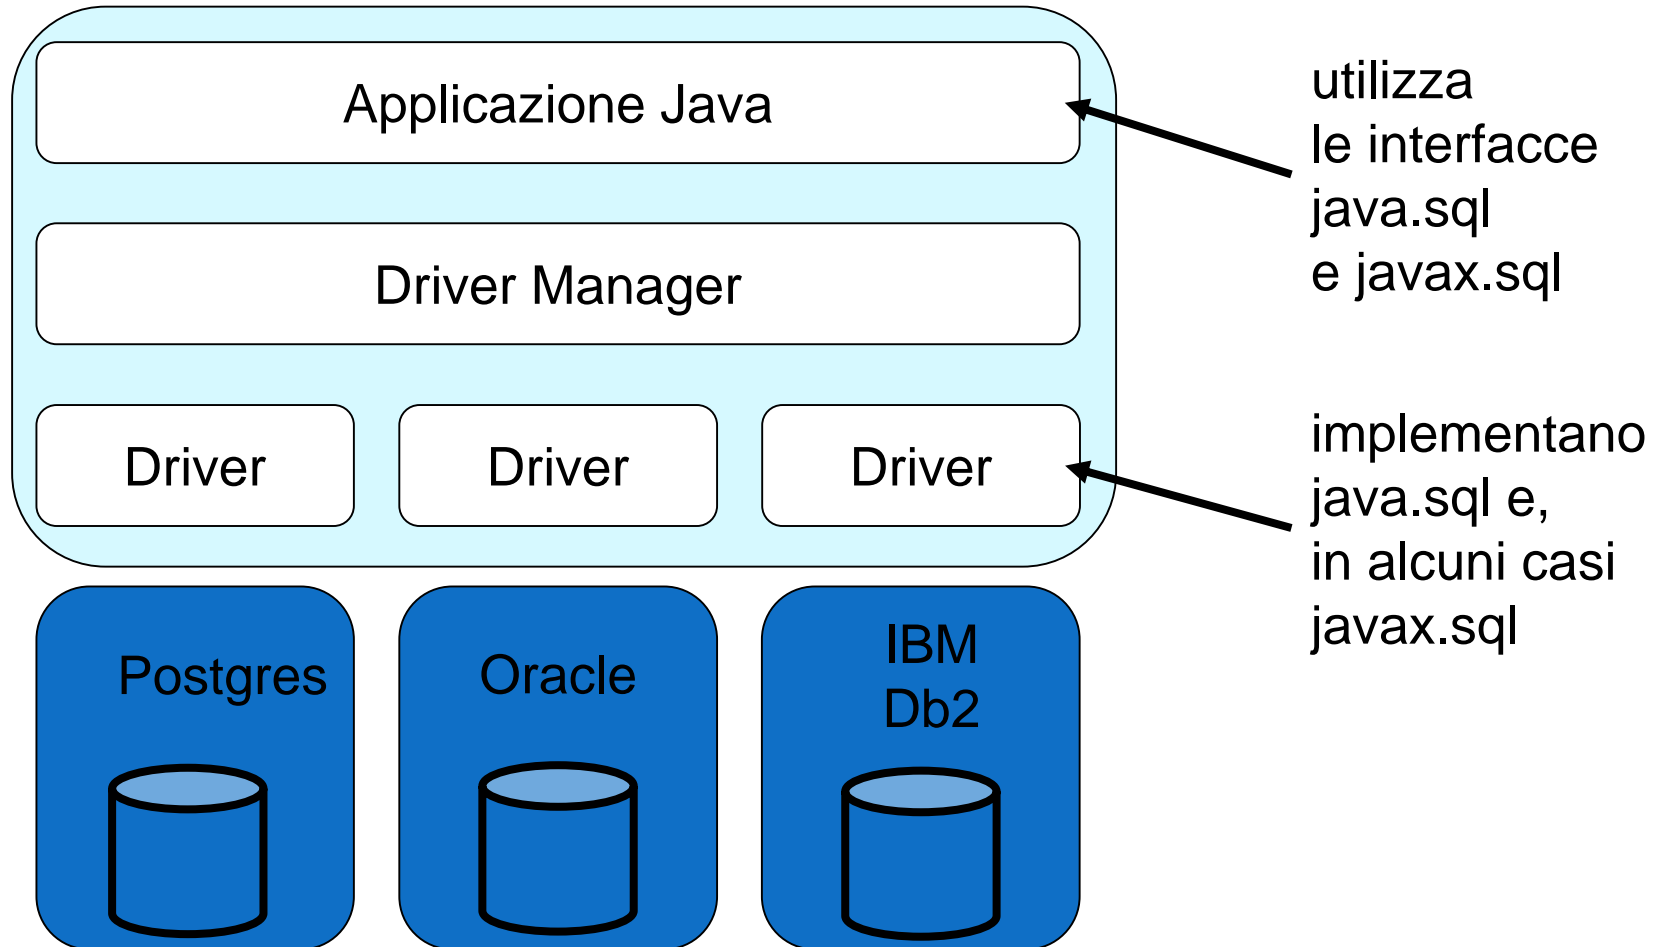 Applicazione Java
utilizza
le interfacce
java.sql
e javax.sql
Driver Manager
Driver
Driver
Driver
implementano
java.sql e,
in alcuni casi
javax.sql
Postgres
Oracle
IBM
Db2